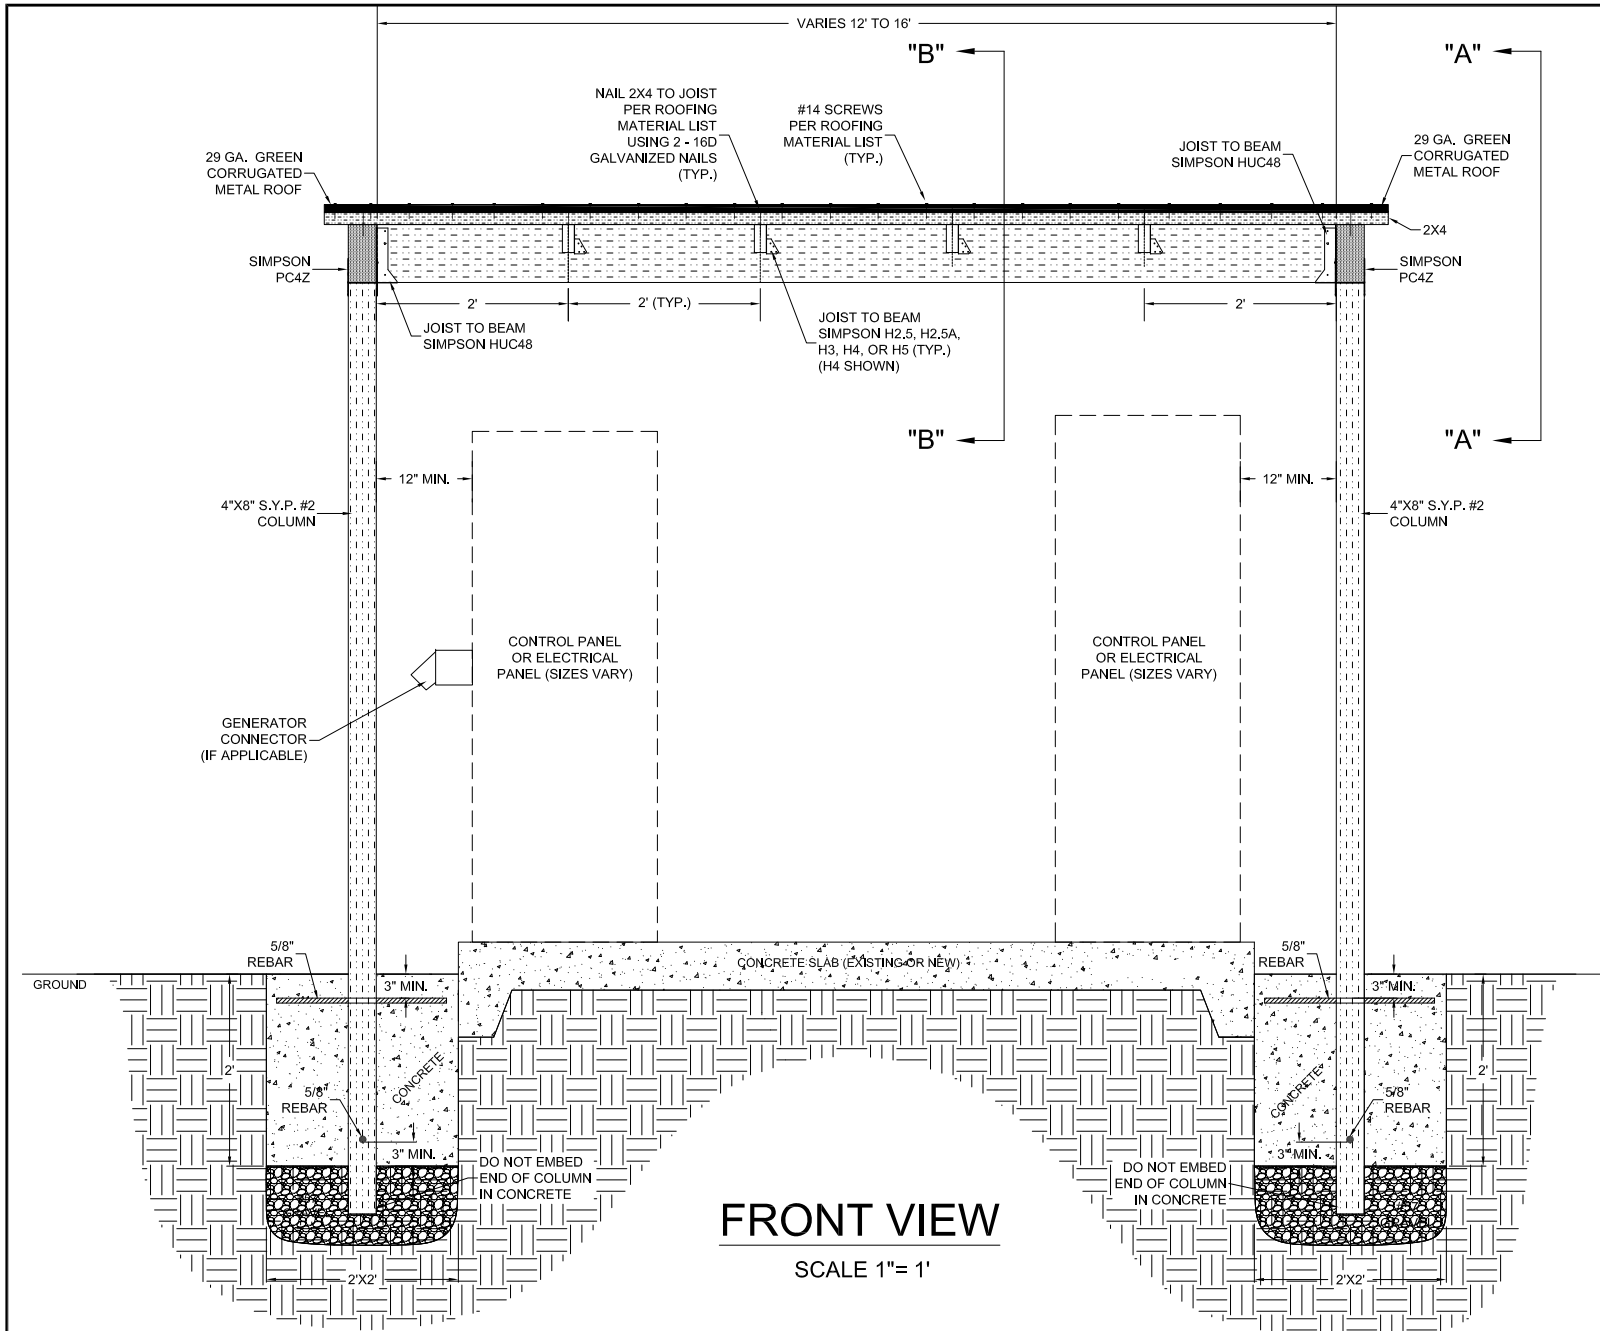 VARIES 12' TO 16'
"B"
"A"
NAIL 2X4 TO JOIST
PER ROOFING
MATERIAL LIST
USING 2 - 16D
GALVANIZED NAILS
(TYP.)
#14 SCREWS
PER ROOFING
MATERIAL LIST
(TYP.)
29 GA. GREEN
CORRUGATED
METAL ROOF
JOIST TO BEAM
SIMPSON HUC48
29 GA. GREEN
CORRUGATED
METAL ROOF
2X4
SIMPSON
PC4Z
SIMPSON
PC4Z
2'
2' (TYP.)
2'
JOIST TO BEAM
SIMPSON HUC48
JOIST TO BEAM
SIMPSON H2.5, H2.5A,
H3, H4, OR H5 (TYP.)
(H4 SHOWN)
"B"
"A"
12" MIN.
12" MIN.
4"X8" S.Y.P. #2
COLUMN
4"X8" S.Y.P. #2
COLUMN
CONTROL PANEL
OR ELECTRICAL
PANEL (SIZES VARY)
CONTROL PANEL
OR ELECTRICAL
PANEL (SIZES VARY)
GENERATOR
CONNECTOR
(IF APPLICABLE)
5/8"
REBAR
5/8"
REBAR
CONCRETE SLAB (EXISTING OR NEW)
GROUND
3" MIN.
3" MIN.
2'
CONCRETE
5/8"
REBAR
3" MIN.
2'
CONCRETE
5/8"
REBAR
3" MIN.
DO NOT EMBED
END OF COLUMN
IN CONCRETE
DO NOT EMBED
END OF COLUMN
IN CONCRETE
GRAVEL
2'X2'
2'X2'
FRONT VIEW
SCALE 1"= 1'